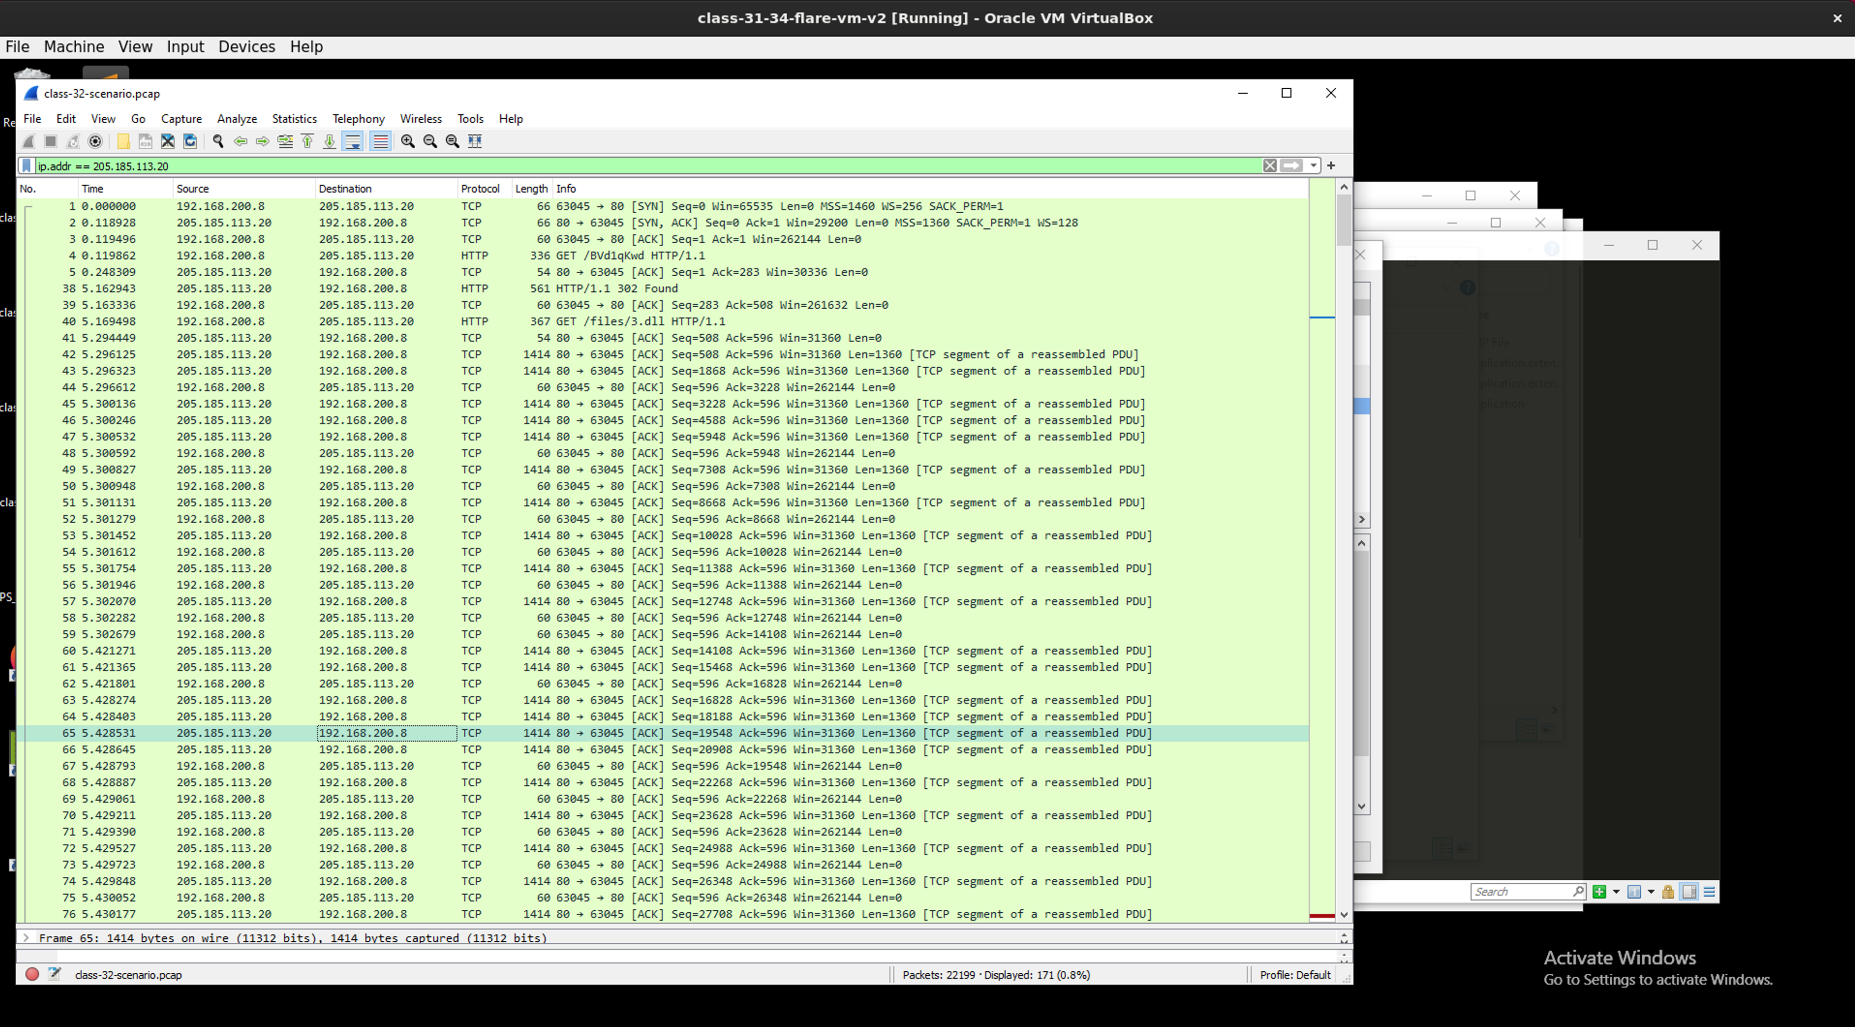 class-31-34-flare-vm-v2 [Running] - Oracle VM VirtualBox
File Machine View Input Devices Help
class-32-scenario.pcap
File Edit View Go Capture Analyze Statistics Telephony Wireless Tools Help
ip.addr == 205.185.113.20
No. Time Source Destination Protocol Length Info
1 0.000000 192.168.200.8 205.185.113.20 TCP 66 63045 → 80 [SYN] Seq=0 Win=65535 Len=0 MSS=1460 WS=256 SACK_PERM=1
2 0.118928 205.185.113.20 192.168.200.8 TCP 66 80 → 63045 [SYN, ACK] Seq=0 Ack=1 Win=29200 Len=0 MSS=1360 SACK_PERM=1 WS=128
3 0.119496 192.168.200.8 205.185.113.20 TCP 60 63045 → 80 [ACK] Seq=1 Ack=1 Win=262144 Len=0
4 0.119862 192.168.200.8 205.185.113.20 HTTP 336 GET /BVd1qKwd HTTP/1.1
5 0.248309 205.185.113.20 192.168.200.8 TCP 54 80 → 63045 [ACK] Seq=1 Ack=283 Win=30336 Len=0
38 5.162943 205.185.113.20 192.168.200.8 HTTP 561 HTTP/1.1 302 Found
39 5.163336 192.168.200.8 205.185.113.20 TCP 60 63045 → 80 [ACK] Seq=283 Ack=508 Win=261632 Len=0
40 5.169498 192.168.200.8 205.185.113.20 HTTP 367 GET /files/3.dll HTTP/1.1
41 5.294449 205.185.113.20 192.168.200.8 TCP 54 80 → 63045 [ACK] Seq=508 Ack=596 Win=31360 Len=0
42 5.296125 205.185.113.20 192.168.200.8 TCP 1414 80 → 63045 [ACK] Seq=508 Ack=596 Win=31360 Len=1360 [TCP segment of a reassembled PDU]
43 5.296323 205.185.113.20 192.168.200.8 TCP 1414 80 → 63045 [ACK] Seq=1868 Ack=596 Win=31360 Len=1360 [TCP segment of a reassembled PDU]
44 5.296612 192.168.200.8 205.185.113.20 TCP 60 63045 → 80 [ACK] Seq=596 Ack=3228 Win=262144 Len=0
45 5.300136 205.185.113.20 192.168.200.8 TCP 1414 80 → 63045 [ACK] Seq=3228 Ack=596 Win=31360 Len=1360 [TCP segment of a reassembled PDU]
46 5.300246 205.185.113.20 192.168.200.8 TCP 1414 80 → 63045 [ACK] Seq=4588 Ack=596 Win=31360 Len=1360 [TCP segment of a reassembled PDU]
47 5.300532 205.185.113.20 192.168.200.8 TCP 1414 80 → 63045 [ACK] Seq=5948 Ack=596 Win=31360 Len=1360 [TCP segment of a reassembled PDU]
48 5.300592 192.168.200.8 205.185.113.20 TCP 60 63045 → 80 [ACK] Seq=596 Ack=5948 Win=262144 Len=0
49 5.300827 205.185.113.20 192.168.200.8 TCP 1414 80 → 63045 [ACK] Seq=7308 Ack=596 Win=31360 Len=1360 [TCP segment of a reassembled PDU]
50 5.300948 192.168.200.8 205.185.113.20 TCP 60 63045 → 80 [ACK] Seq=596 Ack=7308 Win=262144 Len=0
51 5.301131 205.185.113.20 192.168.200.8 TCP 1414 80 → 63045 [ACK] Seq=8668 Ack=596 Win=31360 Len=1360 [TCP segment of a reassembled PDU]
52 5.301279 192.168.200.8 205.185.113.20 TCP 60 63045 → 80 [ACK] Seq=596 Ack=8668 Win=262144 Len=0
53 5.301452 205.185.113.20 192.168.200.8 TCP 1414 80 → 63045 [ACK] Seq=10028 Ack=596 Win=31360 Len=1360 [TCP segment of a reassembled PDU]
54 5.301612 192.168.200.8 205.185.113.20 TCP 60 63045 → 80 [ACK] Seq=596 Ack=10028 Win=262144 Len=0
55 5.301754 205.185.113.20 192.168.200.8 TCP 1414 80 → 63045 [ACK] Seq=11388 Ack=596 Win=31360 Len=1360 [TCP segment of a reassembled PDU]
56 5.301946 192.168.200.8 205.185.113.20 TCP 60 63045 → 80 [ACK] Seq=596 Ack=11388 Win=262144 Len=0
57 5.302070 205.185.113.20 192.168.200.8 TCP 1414 80 → 63045 [ACK] Seq=12748 Ack=596 Win=31360 Len=1360 [TCP segment of a reassembled PDU]
58 5.302282 192.168.200.8 205.185.113.20 TCP 60 63045 → 80 [ACK] Seq=596 Ack=12748 Win=262144 Len=0
59 5.302679 192.168.200.8 205.185.113.20 TCP 60 63045 → 80 [ACK] Seq=596 Ack=14108 Win=262144 Len=0
60 5.421271 205.185.113.20 192.168.200.8 TCP 1414 80 → 63045 [ACK] Seq=14108 Ack=596 Win=31360 Len=1360 [TCP segment of a reassembled PDU]
61 5.421365 205.185.113.20 192.168.200.8 TCP 1414 80 → 63045 [ACK] Seq=15468 Ack=596 Win=31360 Len=1360 [TCP segment of a reassembled PDU]
62 5.421801 192.168.200.8 205.185.113.20 TCP 60 63045 → 80 [ACK] Seq=596 Ack=16828 Win=262144 Len=0
63 5.428274 205.185.113.20 192.168.200.8 TCP 1414 80 → 63045 [ACK] Seq=16828 Ack=596 Win=31360 Len=1360 [TCP segment of a reassembled PDU]
64 5.428403 205.185.113.20 192.168.200.8 TCP 1414 80 → 63045 [ACK] Seq=18188 Ack=596 Win=31360 Len=1360 [TCP segment of a reassembled PDU]
65 5.428531 205.185.113.20 192.168.200.8 TCP 1414 80 → 63045 [ACK] Seq=19548 Ack=596 Win=31360 Len=1360 [TCP segment of a reassembled PDU]
66 5.428645 205.185.113.20 192.168.200.8 TCP 1414 80 → 63045 [ACK] Seq=20908 Ack=596 Win=31360 Len=1360 [TCP segment of a reassembled PDU]
67 5.428793 192.168.200.8 205.185.113.20 TCP 60 63045 → 80 [ACK] Seq=596 Ack=19548 Win=262144 Len=0
68 5.428887 205.185.113.20 192.168.200.8 TCP 1414 80 → 63045 [ACK] Seq=22268 Ack=596 Win=31360 Len=1360 [TCP segment of a reassembled PDU]
69 5.429061 192.168.200.8 205.185.113.20 TCP 60 63045 → 80 [ACK] Seq=596 Ack=22268 Win=262144 Len=0
70 5.429211 205.185.113.20 192.168.200.8 TCP 1414 80 → 63045 [ACK] Seq=23628 Ack=596 Win=31360 Len=1360 [TCP segment of a reassembled PDU]
71 5.429390 192.168.200.8 205.185.113.20 TCP 60 63045 → 80 [ACK] Seq=596 Ack=23628 Win=262144 Len=0
72 5.429527 205.185.113.20 192.168.200.8 TCP 1414 80 → 63045 [ACK] Seq=24988 Ack=596 Win=31360 Len=1360 [TCP segment of a reassembled PDU]
73 5.429723 192.168.200.8 205.185.113.20 TCP 60 63045 → 80 [ACK] Seq=596 Ack=24988 Win=262144 Len=0
74 5.429848 205.185.113.20 192.168.200.8 TCP 1414 80 → 63045 [ACK] Seq=26348 Ack=596 Win=31360 Len=1360 [TCP segment of a reassembled PDU]
75 5.430052 192.168.200.8 205.185.113.20 TCP 60 63045 → 80 [ACK] Seq=596 Ack=26348 Win=262144 Len=0
76 5.430177 205.185.113.20 192.168.200.8 TCP 1414 80 → 63045 [ACK] Seq=27708 Ack=596 Win=31360 Len=1360 [TCP segment of a reassembled PDU]
Frame 65: 1414 bytes on wire (11312 bits), 1414 bytes captured (11312 bits)
class-32-scenario.pcap
Packets: 22199 · Displayed: 171 (0.8%)
Profile: Default
Search
Activate Windows
Go to Settings to activate Windows.